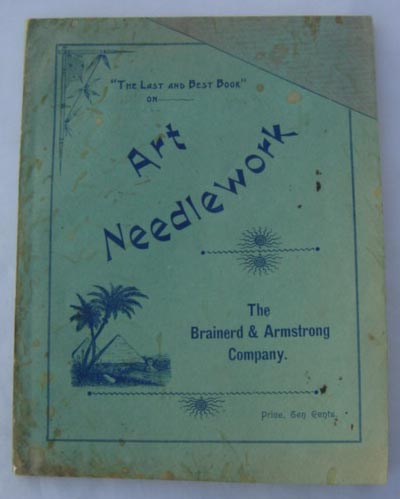 "The Last and Best Book"
on
Art
Needlework
The
Brainerd & Armstrong
Company.
Price, Ten Cents.